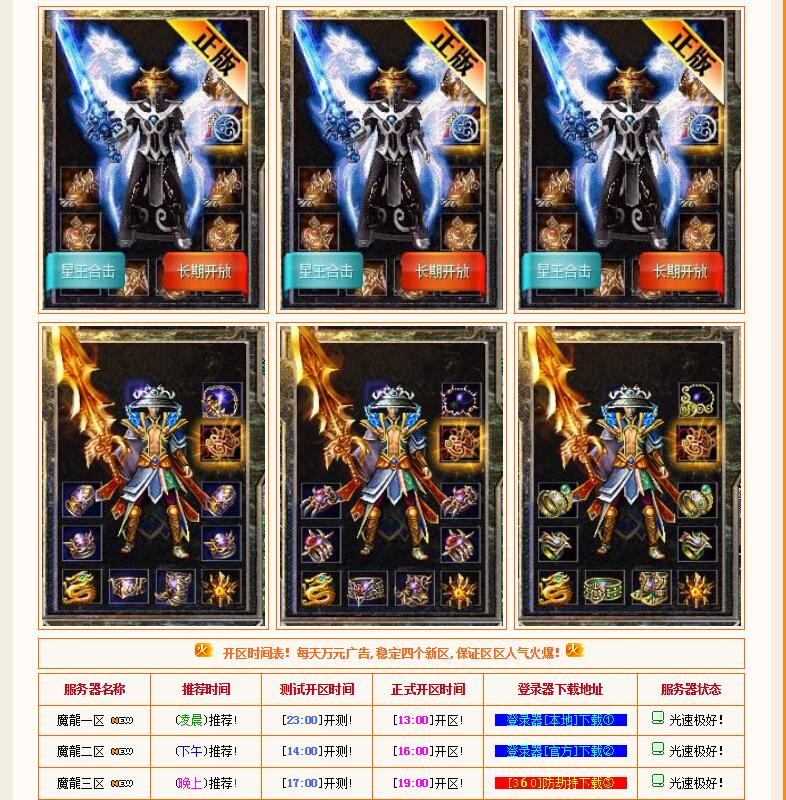 正版 正版 正版
星王合击 长期开放 星王合击 长期开放 星王合击 长期开放
火 开区时间表！每天万元广告,稳定四个新区,保证区区人气火爆！ 火
服务器名称 推荐时间 测试开区时间 正式开区时间 登录器下载地址 服务器状态
魔龍一区 NEW (凌晨)推荐! [23:00]开测! [13:00]开区! 登录器[本地]下载① 光速极好!
魔龍二区 NEW (下午)推荐! [14:00]开测! [16:00]开区! 登录器[官方]下载② 光速极好!
魔龍三区 NEW (晚上)推荐! [17:00]开测! [19:00]开区! [360]防劫持下载③ 光速极好!